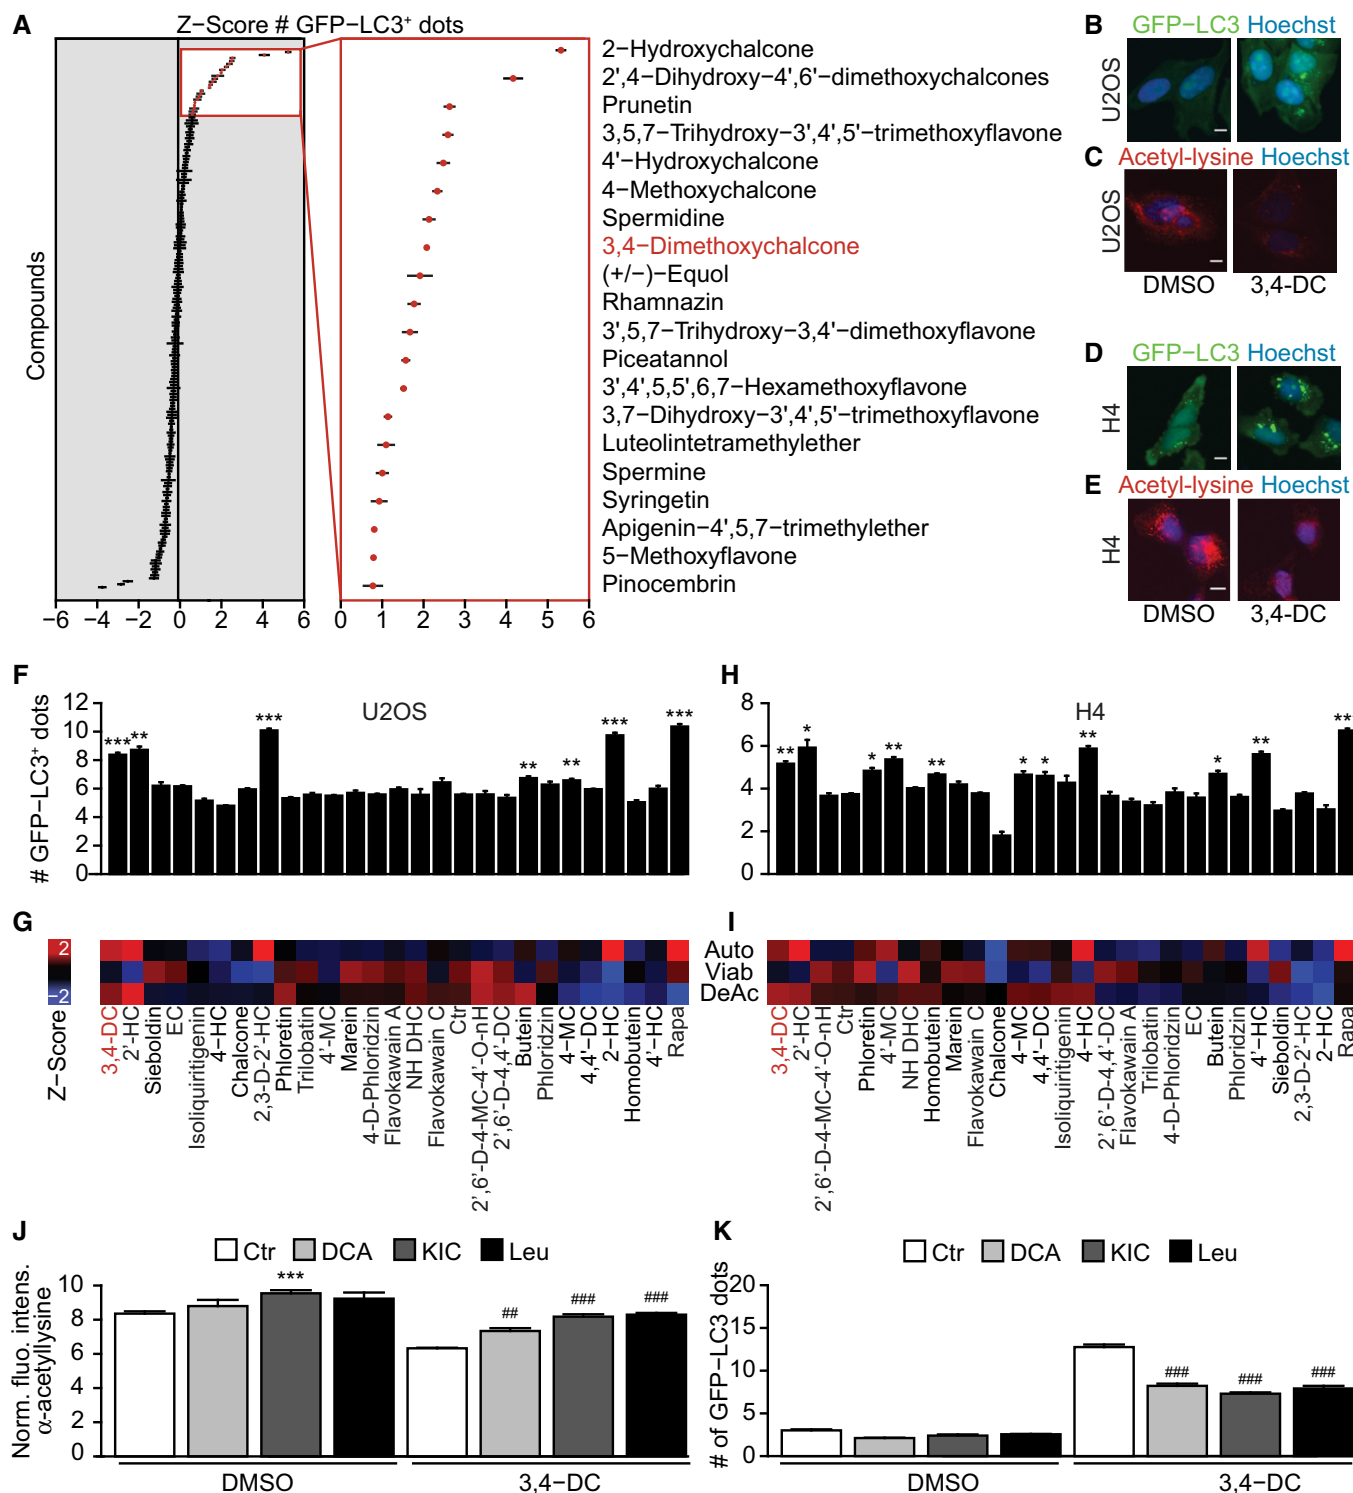 A
Z−Score # GFP−LC3+ dots
Compounds
−6 −4 −2 0 2 4 6
0 1 2 3 4 5 6
2−Hydroxychalcone
2',4−Dihydroxy−4',6'−dimethoxychalcones
Prunetin
3,5,7−Trihydroxy−3',4',5'−trimethoxyflavone
4'−Hydroxychalcone
4−Methoxychalcone
Spermidine
3,4−Dimethoxychalcone
(+/−)−Equol
Rhamnazin
3',5,7−Trihydroxy−3,4'−dimethoxyflavone
Piceatannol
3',4',5,5',6,7−Hexamethoxyflavone
3,7−Dihydroxy−3',4',5'−trimethoxyflavone
Luteolintetramethylether
Spermine
Syringetin
Apigenin−4',5,7−trimethylether
5−Methoxyflavone
Pinocembrin
B
GFP−LC3 Hoechst
U2OS
C
Acetyl-lysine Hoechst
U2OS
DMSO 3,4-DC
D
GFP−LC3 Hoechst
H4
E
Acetyl-lysine Hoechst
H4
DMSO 3,4-DC
F
U2OS
# GFP−LC3+ dots
12
10
8
6
4
2
0
*** ** *** ** ** *** ***
H
H4
8
6
4
2
0
** * * ** ** * * ** * ** **
G
Z−Score
2
−2
3,4−DC
2'−HC
Sieboldin
EC
Isoliquiritigenin
4−HC
Chalcone
2,3−D−2'−HC
Phloretin
Trilobatin
4'−MC
Marein
4−D−Phloridzin
Flavokawain A
NH DHC
Flavokawain C
Ctr
2',6'−D−4−MC−4'−O−nH
2',6'−D−4,4'−DC
Butein
Phloridzin
4−MC
4,4'−DC
2−HC
Homobutein
4'−HC
Rapa
I
Auto
Viab
DeAc
3,4−DC
2'−HC
2',6'−D−4−MC−4'−O−nH
Ctr
Phloretin
4'−MC
NH DHC
Homobutein
Marein
Flavokawain C
Chalcone
4−MC
4,4'−DC
Isoliquiritigenin
4−HC
2',6'−D−4,4'−DC
Flavokawain A
Trilobatin
4−D−Phloridzin
EC
Butein
Phloridzin
4'−HC
Sieboldin
2,3−D−2'−HC
2−HC
Rapa
J
Ctr DCA KIC Leu
Norm. fluo. intens.
α-acetyllysine
10
8
6
4
2
0
*** ## ### ###
DMSO 3,4−DC
K
Ctr DCA KIC Leu
# of GFP−LC3 dots
20
15
10
5
0
### ### ###
DMSO 3,4−DC